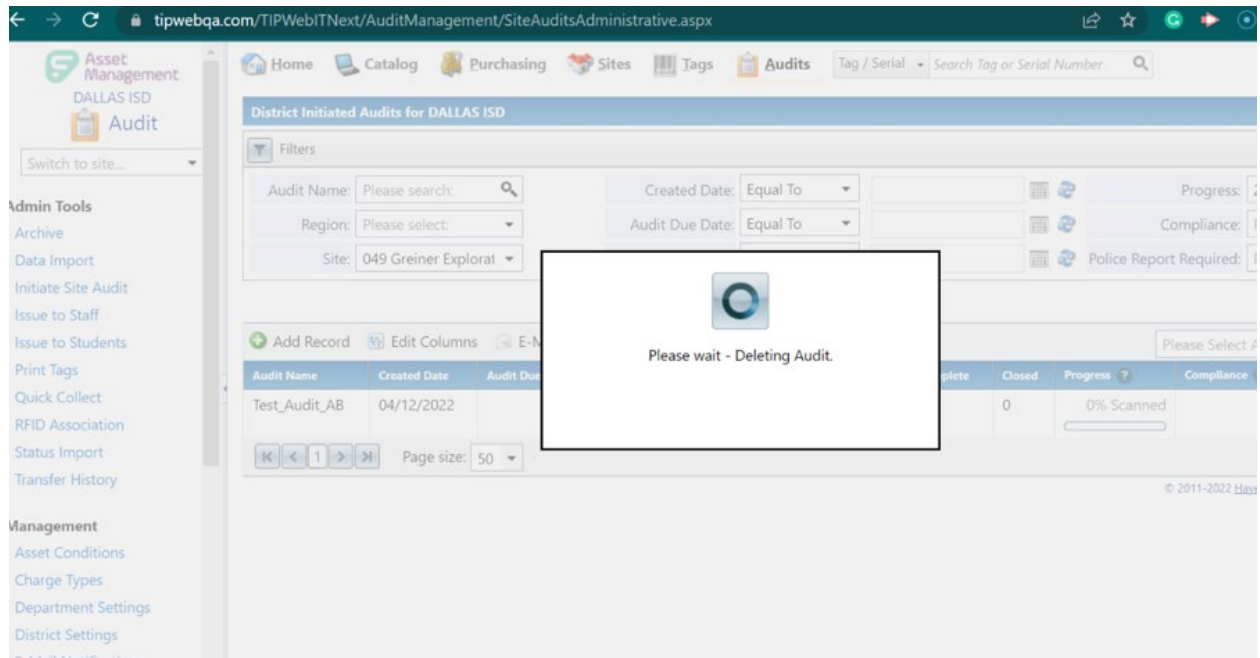 tipwebqa.com/TIPWebITNext/AuditManagement/SiteAuditsAdministrative.aspx
Asset
Management
DALLAS ISD
Audit
Switch to site...
Admin Tools
Archive
Data Import
Initiate Site Audit
Issue to Staff
Issue to Students
Print Tags
Quick Collect
RFID Association
Status Import
Transfer History
Management
Asset Conditions
Charge Types
Department Settings
District Settings
Home Catalog Purchasing Sites Tags Audits Tag / Serial Search Tag or Serial Number
District Initiated Audits for DALLAS ISD
Filters
Audit Name: Please search: Created Date: Equal To Progress:
Region: Please select: Audit Due Date: Equal To Compliance:
Site: 049 Greiner Explorat Police Report Required:
Please wait - Deleting Audit.
Add Record Edit Columns E-M Please Select A
Audit Name Created Date Audit Due plete Closed Progress ? Compliance
Test_Audit_AB 04/12/2022 0 0% Scanned
1 Page size: 50
© 2011-2022 Haye